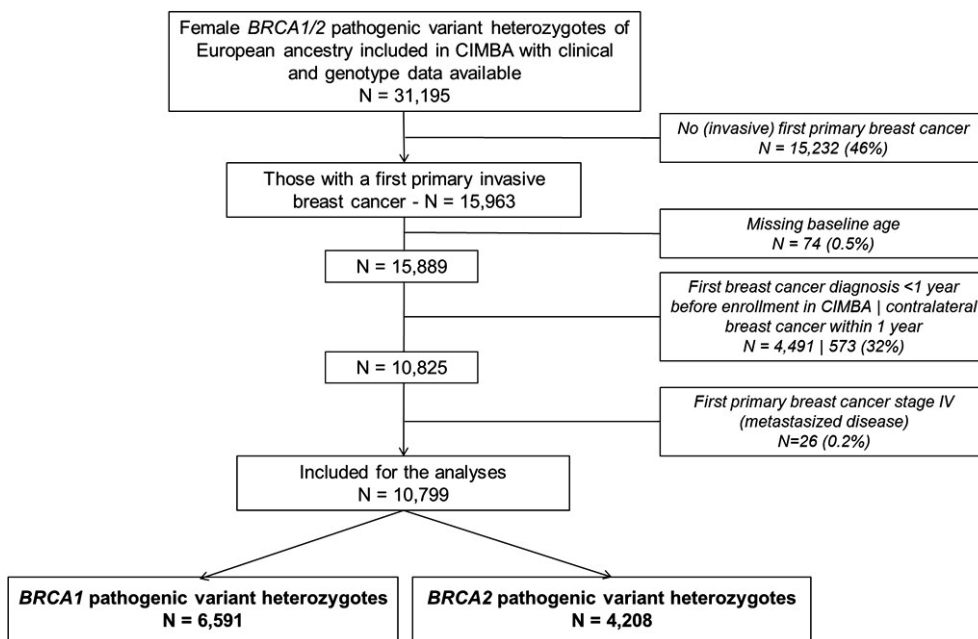 Female BRCA1/2 pathogenic variant heterozygotes of
European ancestry included in CIMBA with clinical
and genotype data available
N = 31,195
No (invasive) first primary breast cancer
N = 15,232 (46%)
Those with a first primary invasive
breast cancer - N = 15,963
Missing baseline age
N = 74 (0.5%)
N = 15,889
First breast cancer diagnosis <1 year
before enrollment in CIMBA | contralateral
breast cancer within 1 year
N = 4,491 | 573 (32%)
N = 10,825
First primary breast cancer stage IV
(metastasized disease)
N=26 (0.2%)
Included for the analyses
N = 10,799
BRCA1 pathogenic variant heterozygotes
N = 6,591
BRCA2 pathogenic variant heterozygotes
N = 4,208